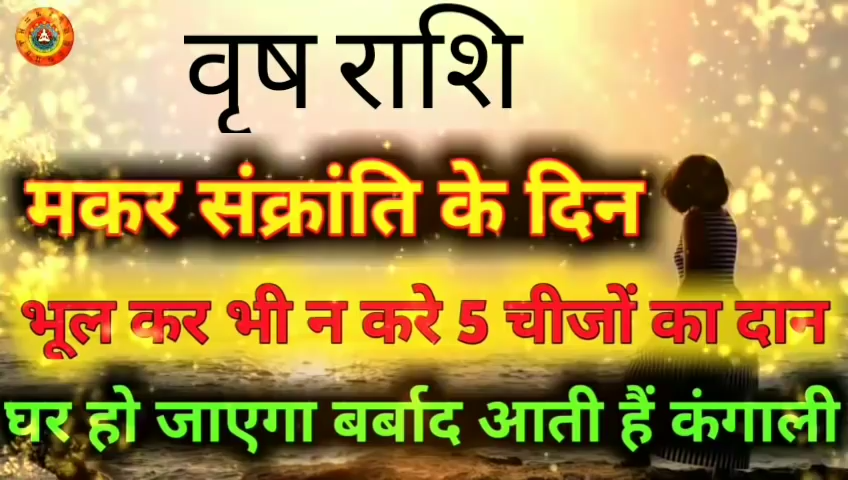 वृष राशि
मकर संक्रांति के दिन
भूल कर भी न करे 5 चीजों का दान
घर हो जाएगा बर्बाद आती हैं कंगाली